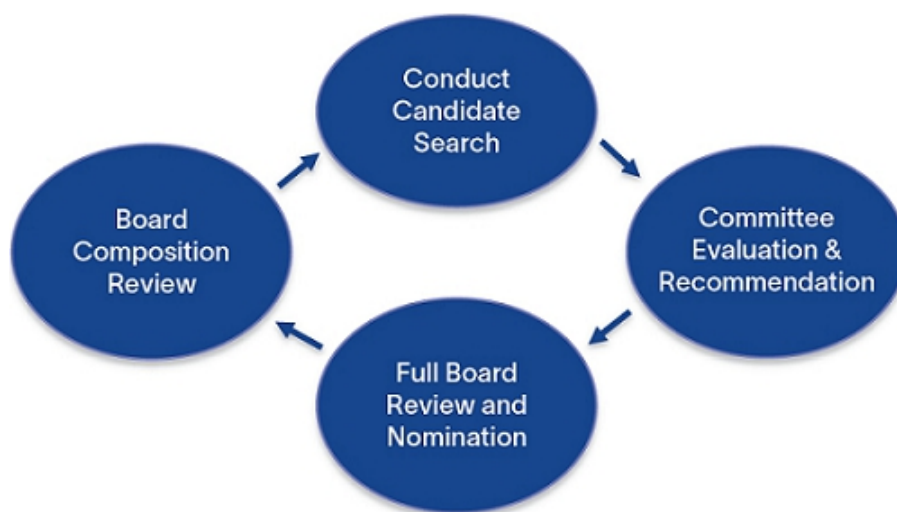 Conduct
Candidate
Search
Board
Composition
Review
Committee
Evaluation &
Recommendation
Full Board
Review and
Nomination